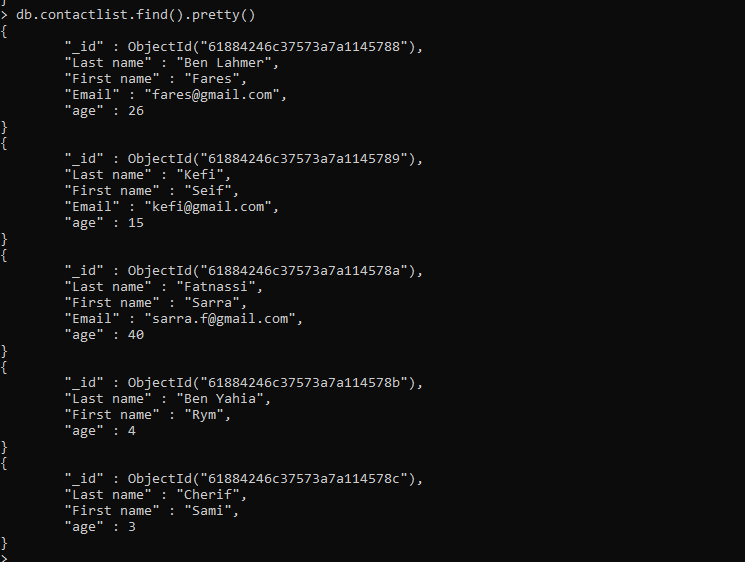 }
> db.contactlist.find().pretty()
{
        "_id" : ObjectId("61884246c37573a7a1145788"),
        "Last name" : "Ben Lahmer",
        "First name" : "Fares",
        "Email" : "fares@gmail.com",
        "age" : 26
}
{
        "_id" : ObjectId("61884246c37573a7a1145789"),
        "Last name" : "Kefi",
        "First name" : "Seif",
        "Email" : "kefi@gmail.com",
        "age" : 15
}
{
        "_id" : ObjectId("61884246c37573a7a114578a"),
        "Last name" : "Fatnassi",
        "First name" : "Sarra",
        "Email" : "sarra.f@gmail.com",
        "age" : 40
}
{
        "_id" : ObjectId("61884246c37573a7a114578b"),
        "Last name" : "Ben Yahia",
        "First name" : "Rym",
        "age" : 4
}
{
        "_id" : ObjectId("61884246c37573a7a114578c"),
        "Last name" : "Cherif",
        "First name" : "Sami",
        "age" : 3
}
>